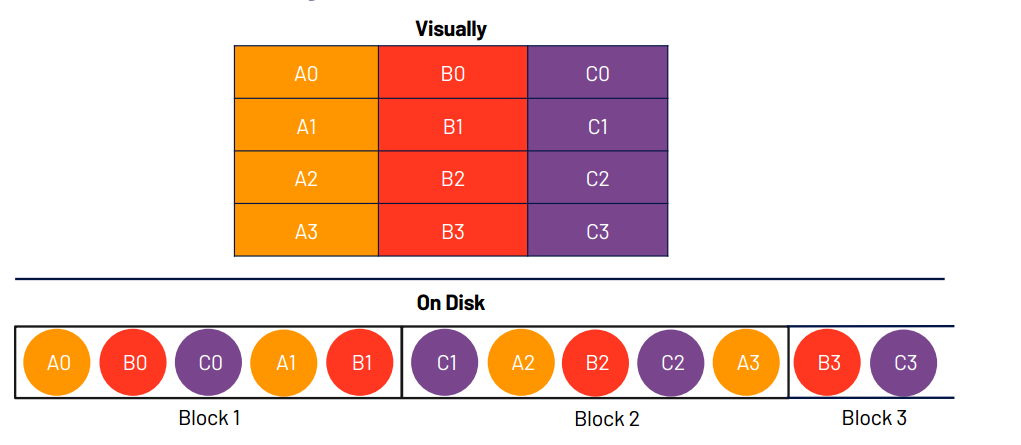 Visually
A0 B0 C0
A1 B1 C1
A2 B2 C2
A3 B3 C3
On Disk
A0 B0 C0 A1 B1 C1 A2 B2 C2 A3 B3 C3
Block 1 Block 2 Block 3